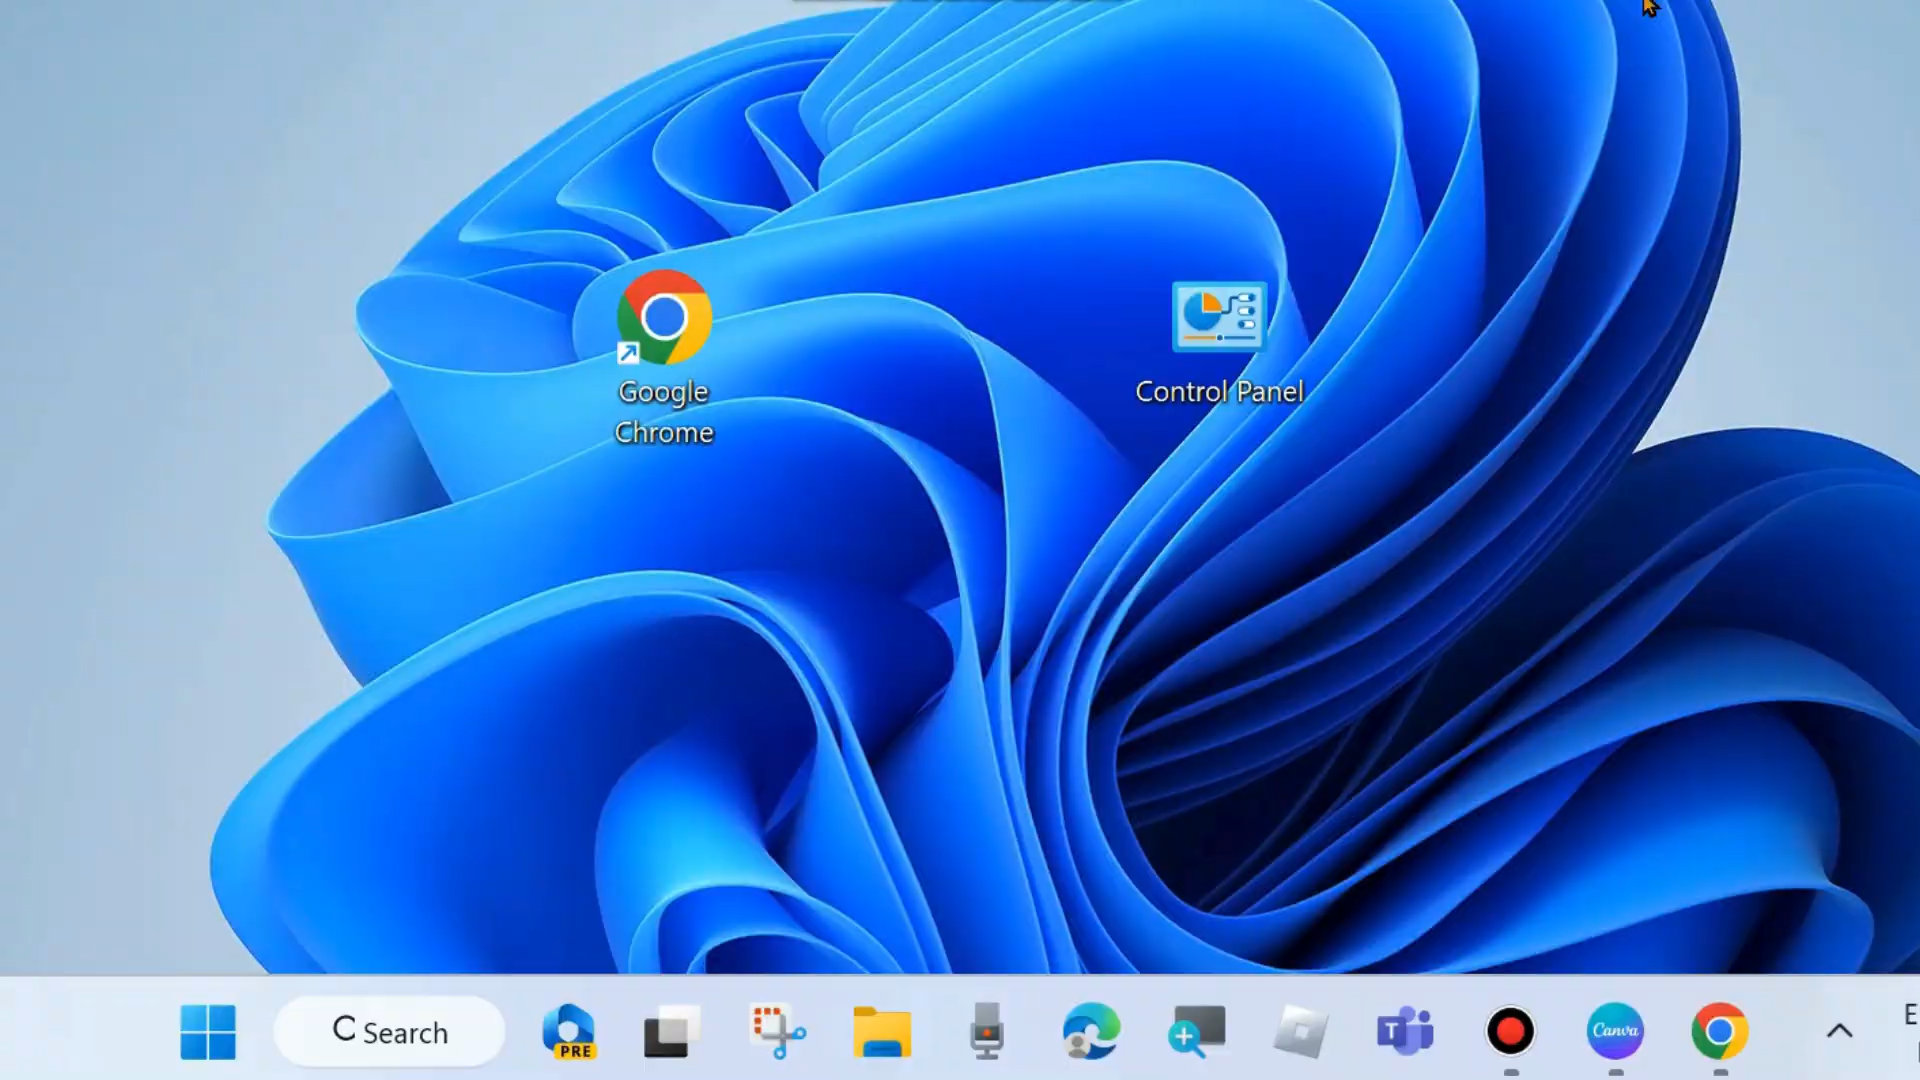 Google
Chrome
Control Panel
Search
PRE
T
Canva
E